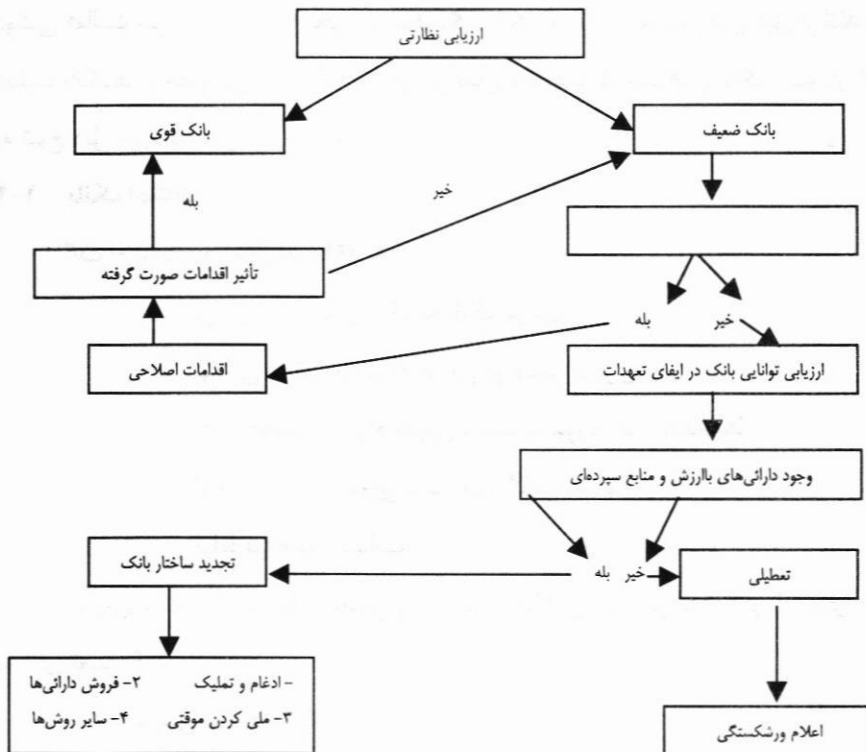 ارزیابی نظارتی
بانک ضعیف
بانک قوی
خیر
بله
تأثیر اقدامات صورت گرفته
خیر
بله
ارزیابی توانایی بانک در ایفای تعهدات
اقدامات اصلاحی
وجود دارائی‌های باارزش و منابع سپرده‌ای
تجدید ساختار بانک
خیر
بله
تعطیلی
- ادغام و تملیک ۲- فروش دارائی‌ها
۳- ملی کردن موقتی ۴- سایر روش‌ها
اعلام ورشکستگی